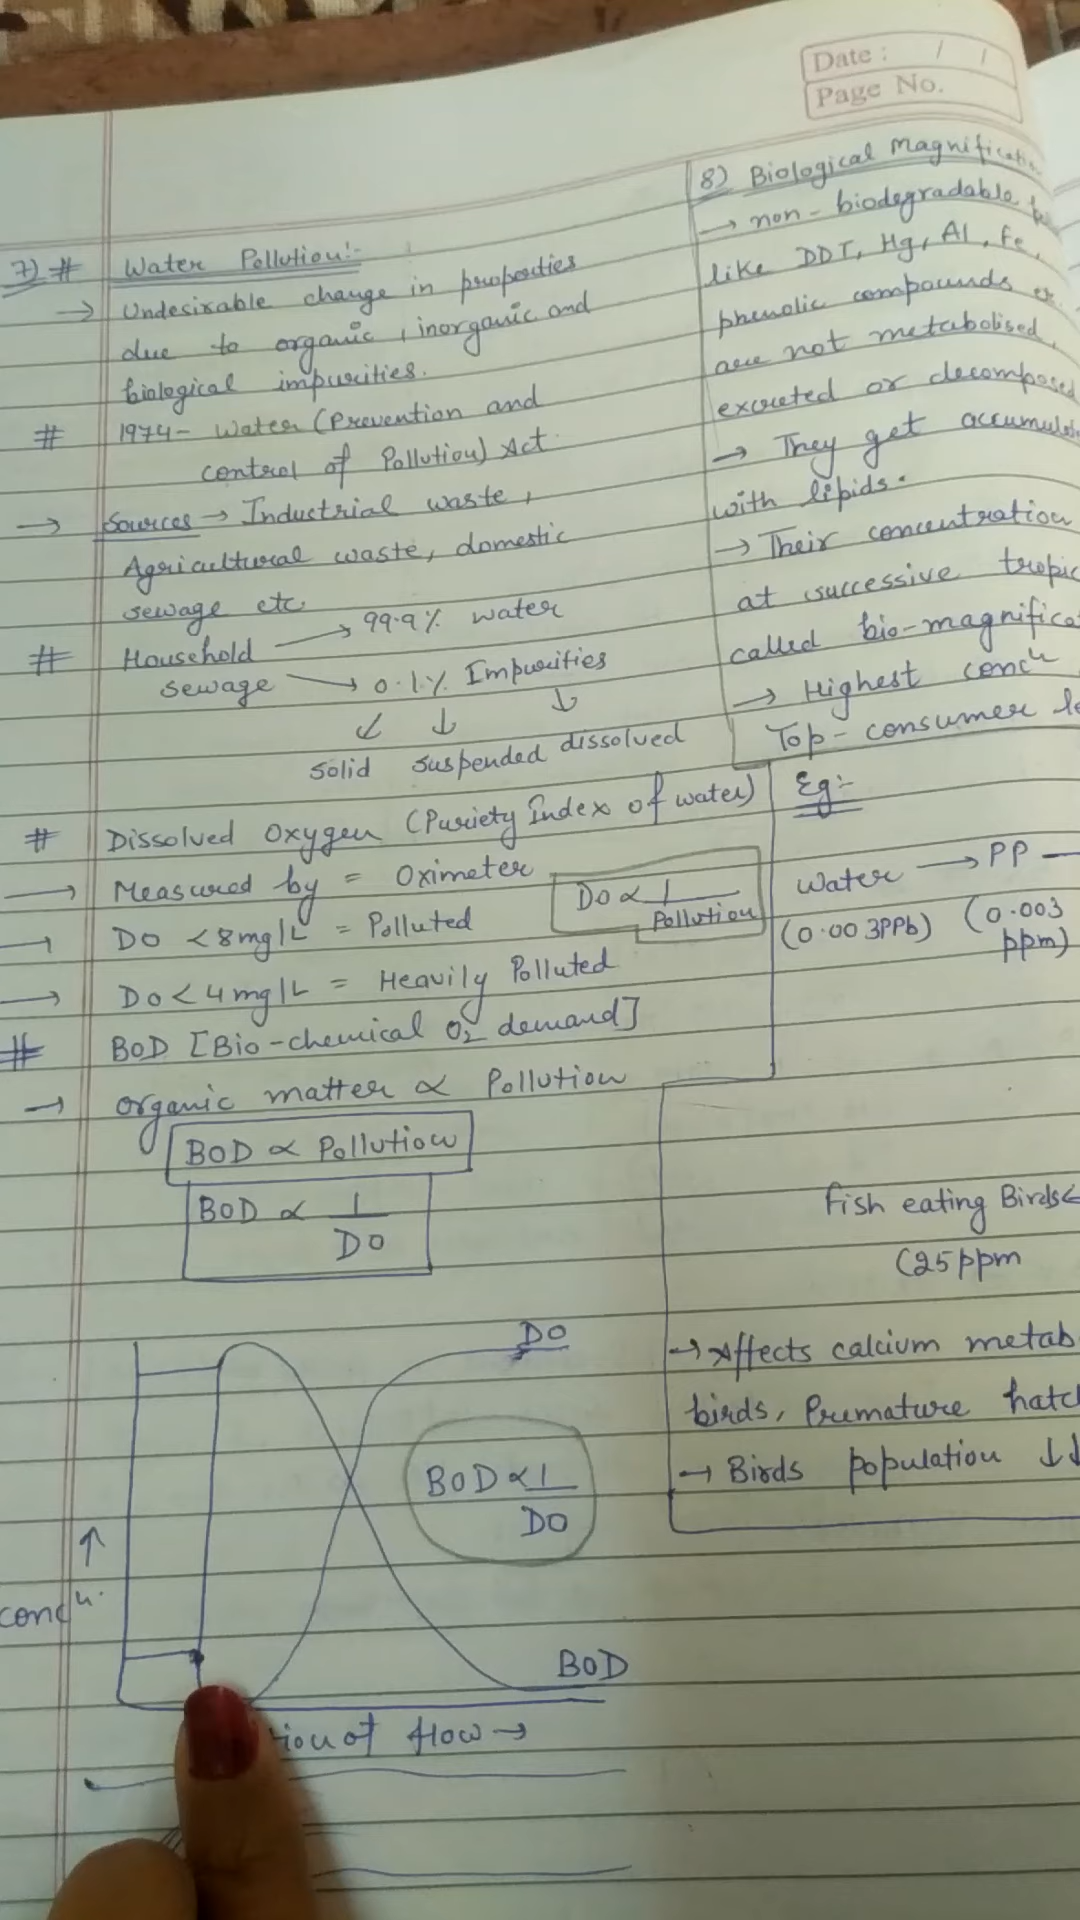 Date : / /
Page No.
7) # Water Pollution:-
→ Undesirable change in properties
due to organic, inorganic and
biological impurities.
# 1974- Water (Prevention and
control of Pollution) Act.
→ Sources → Industrial waste,
Agricultural waste, domestic
sewage etc.
# Household → 99.9% water
sewage → 0.1% Impurities
↙ ↓ ↓
Solid suspended dissolved
# Dissolved Oxygen (Puriety Index of water)
→ Measured by = Oximeter
DO ∝ 1
Pollution
→ DO < 8mg/L = Polluted
→ DO < 4mg/L = Heavily Polluted
# BOD [Bio-chemical O2 demand]
→ organic matter ∝ Pollution
BOD ∝ Pollution
BOD ∝ 1
DO
DO
BOD ∝ 1
DO
↑
concn.
BOD
of flow →
8) Biological
→ non-biodegradable
like DDT, Hg, Al, Fe,
phenolic compounds
are not metabolised,
excreted or decomposed
→ They get
with lipids.
→ Their concentration
at successive
called
→ Highest concn
Top-consumer
Eg:-
Water → PP →
(0.003PPb) (0.003
ppm)
Fish eating Birds ←
(25ppm
→ Affects calcium
birds, Premature
→ Birds population ↓↓